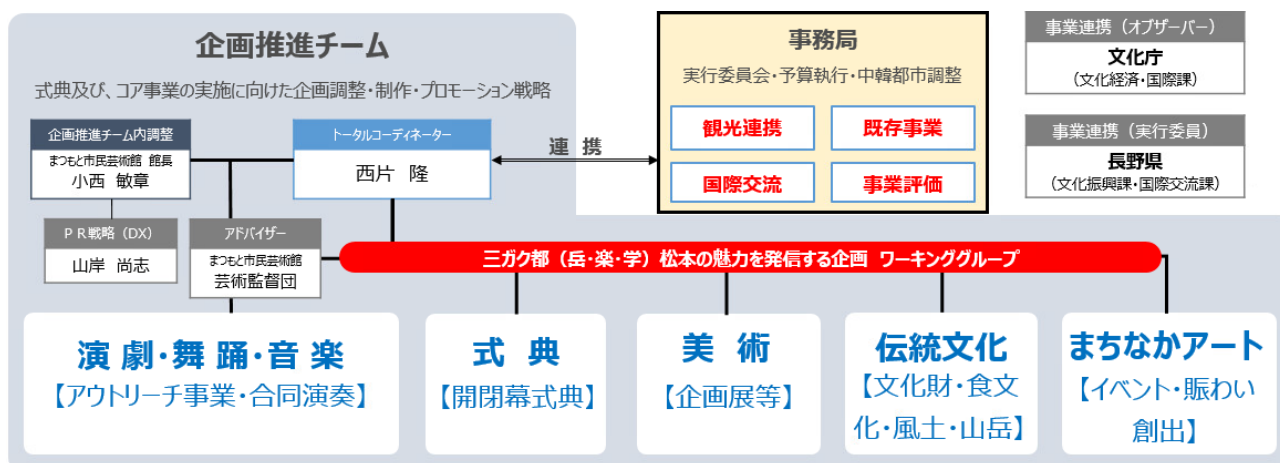 企画推進チーム
式典及び、コア事業の実施に向けた企画調整・制作・プロモーション戦略
企画推進チーム内調整
まつもと市民芸術館 館長
小西 敏章
トータルコーディネーター
西片 隆
連 携
PR戦略（DX）
山岸 尚志
アドバイザー
まつもと市民芸術館
芸術監督団
事務局
実行委員会・予算執行・中韓都市調整
観光連携
既存事業
国際交流
事業評価
事業連携（オブザーバー）
文化庁
（文化経済・国際課）
事業連携（実行委員）
長野県
（文化振興課・国際交流課）
三ガク都（岳・楽・学）松本の魅力を発信する企画 ワーキンググループ
演 劇・舞 踊・音 楽
【アウトリーチ事業・合同演奏】
式 典
【開閉幕式典】
美 術
【企画展等】
伝統文化
【文化財・食文
化・風土・山岳】
まちなかアート
【イベント・賑わい
創出】